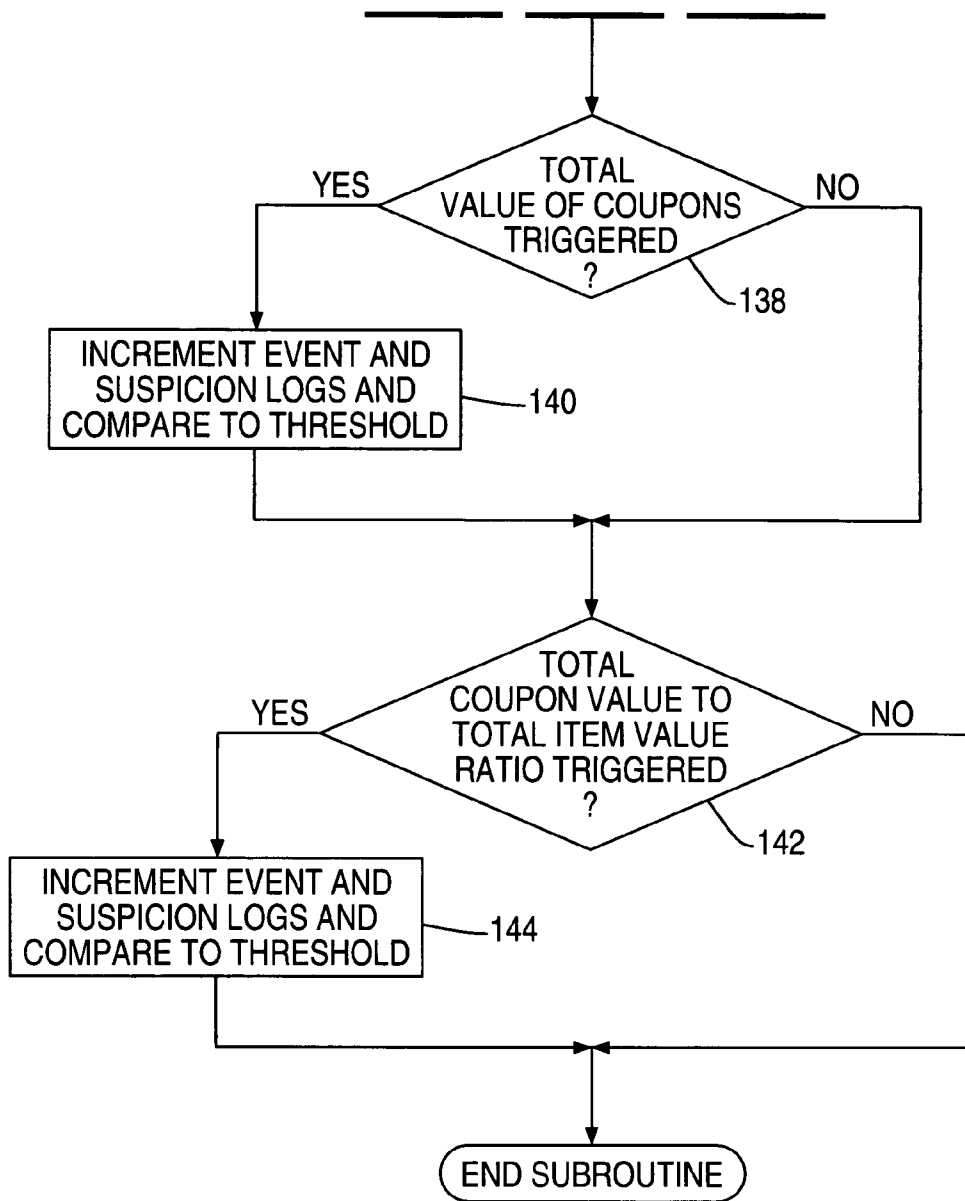 TOTAL
VALUE OF COUPONS
TRIGGERED
?
YES
NO
138
INCREMENT EVENT AND
SUSPICION LOGS AND
COMPARE TO THRESHOLD
140
TOTAL
COUPON VALUE TO
TOTAL ITEM VALUE
RATIO TRIGGERED
?
YES
NO
142
INCREMENT EVENT AND
SUSPICION LOGS AND
COMPARE TO THRESHOLD
144
END SUBROUTINE